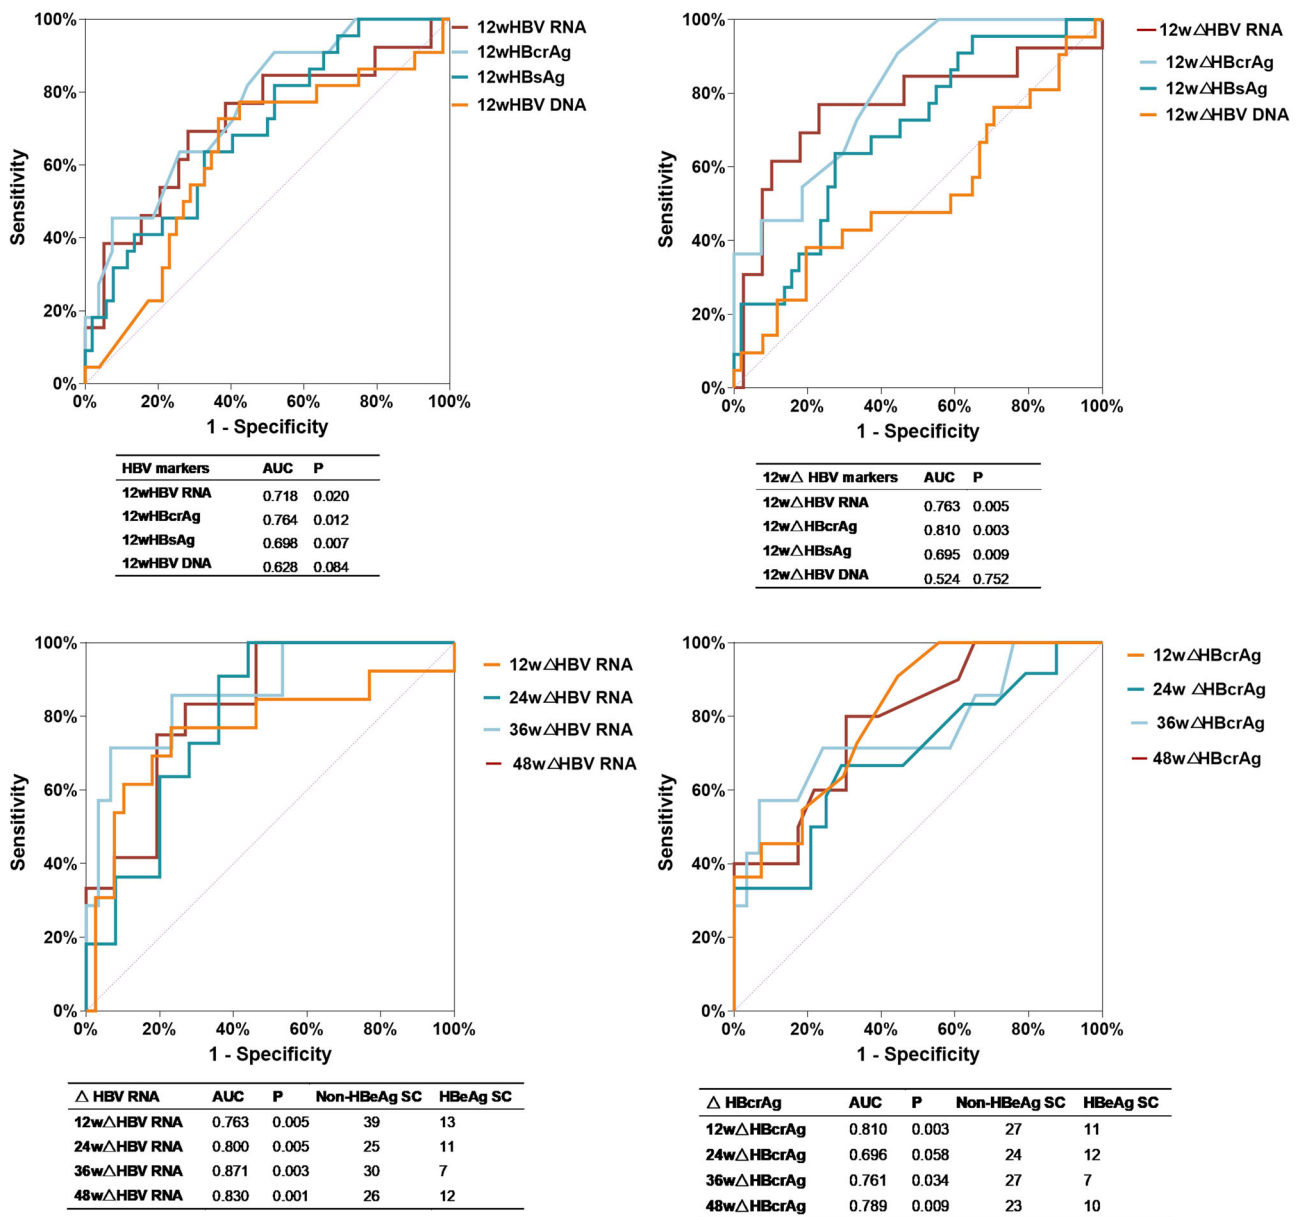 100%
80%
60%
40%
20%
0%
Sensitivity
0% 20% 40% 60% 80% 100%
1 - Specificity
12wHBV RNA
12wHBcrAg
12wHBsAg
12wHBV DNA
HBV markers AUC P
12wHBV RNA 0.718 0.020
12wHBcrAg 0.764 0.012
12wHBsAg 0.698 0.007
12wHBV DNA 0.628 0.084
100%
80%
60%
40%
20%
0%
Sensitivity
0% 20% 40% 60% 80% 100%
1 - Specificity
12w△HBV RNA
12w△HBcrAg
12w△HBsAg
12w△HBV DNA
12w△ HBV markers AUC P
12w△HBV RNA 0.763 0.005
12w△HBcrAg 0.810 0.003
12w△HBsAg 0.695 0.009
12w△HBV DNA 0.524 0.752
100%
80%
60%
40%
20%
0%
Sensitivity
0% 20% 40% 60% 80% 100%
1 - Specificity
12w△HBV RNA
24w△HBV RNA
36w△HBV RNA
48w△HBV RNA
△ HBV RNA AUC P Non-HBeAg SC HBeAg SC
12w△HBV RNA 0.763 0.005 39 13
24w△HBV RNA 0.800 0.005 25 11
36w△HBV RNA 0.871 0.003 30 7
48w△HBV RNA 0.830 0.001 26 12
100%
80%
60%
40%
20%
0%
Sensitivity
0% 20% 40% 60% 80% 100%
1 - Specificity
12w△HBcrAg
24w △HBcrAg
36w△HBcrAg
48w△HBcrAg
△ HBcrAg AUC P Non-HBeAg SC HBeAg SC
12w△HBcrAg 0.810 0.003 27 11
24w△HBcrAg 0.696 0.058 24 12
36w△HBcrAg 0.761 0.034 27 7
48w△HBcrAg 0.789 0.009 23 10